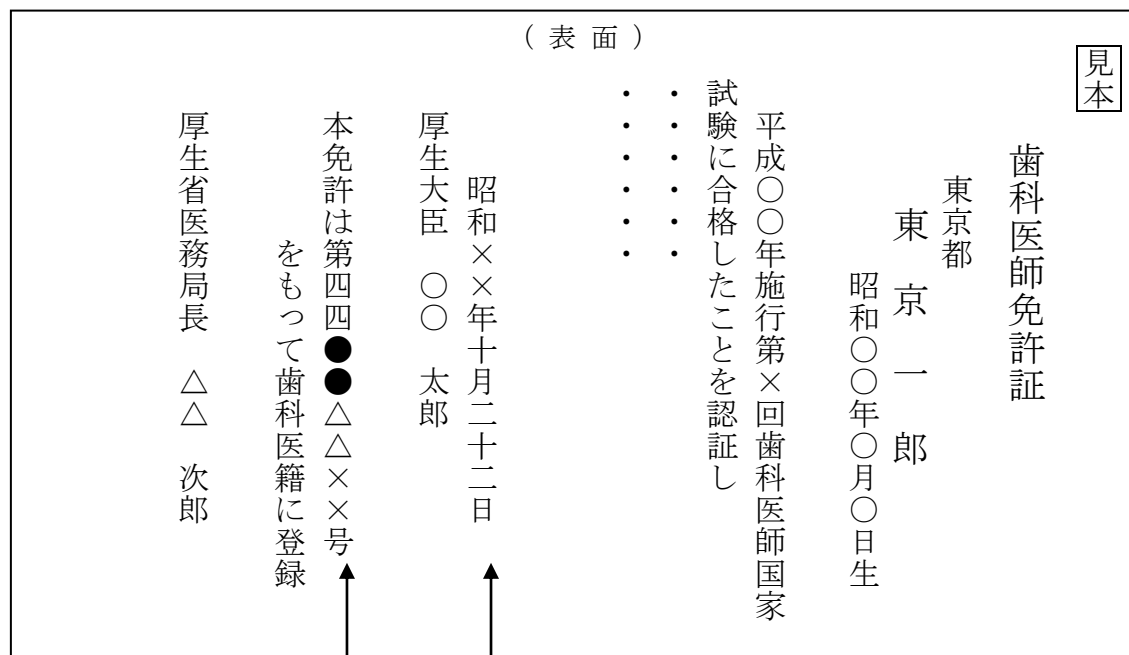 （表面）
見本
歯科医師免許証
東京都
東京一郎
昭和〇〇年〇月〇日生
平成〇〇年施行第×回歯科医師国家
試験に合格したことを認証し
・・・・・・
・・・・・・
昭和××年十月二十二日
厚生大臣　〇〇　太郎
本免許は第四四●●△△××号
をもって歯科医籍に登録
厚生省医務局長　△△　次郎